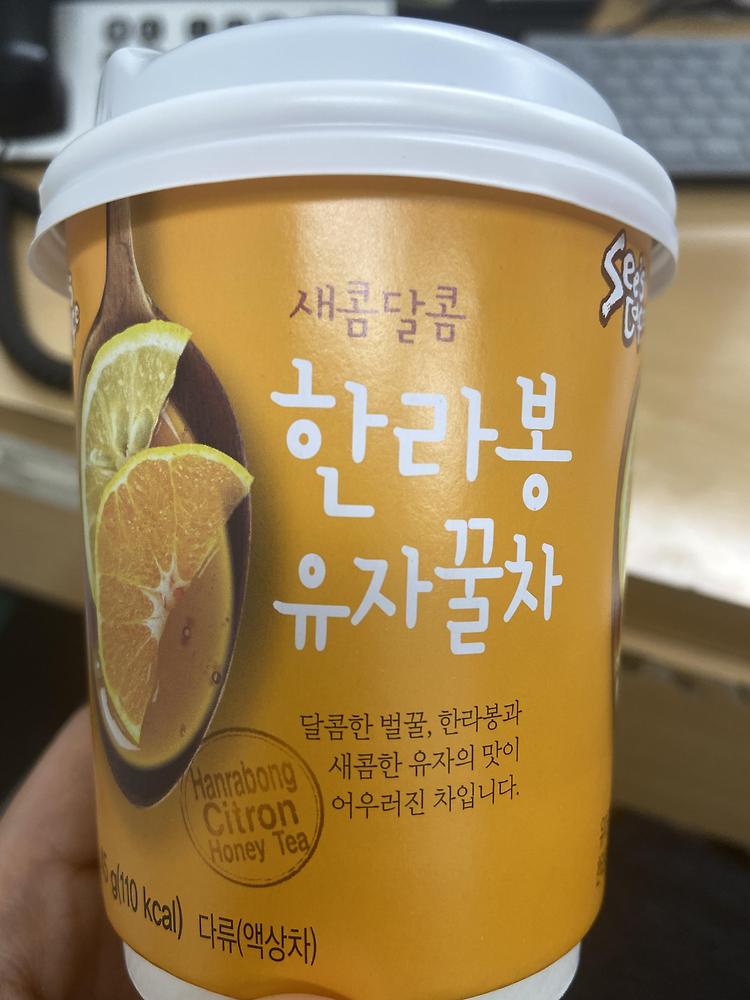 새콤달콤
한라봉
유자꿀차
달콤한 벌꿀, 한라봉과
새콤한 유자의 맛이
어우러진 차입니다.
Hanrabong
Citron
Honey Tea
(110 kcal) 다류(액상차)